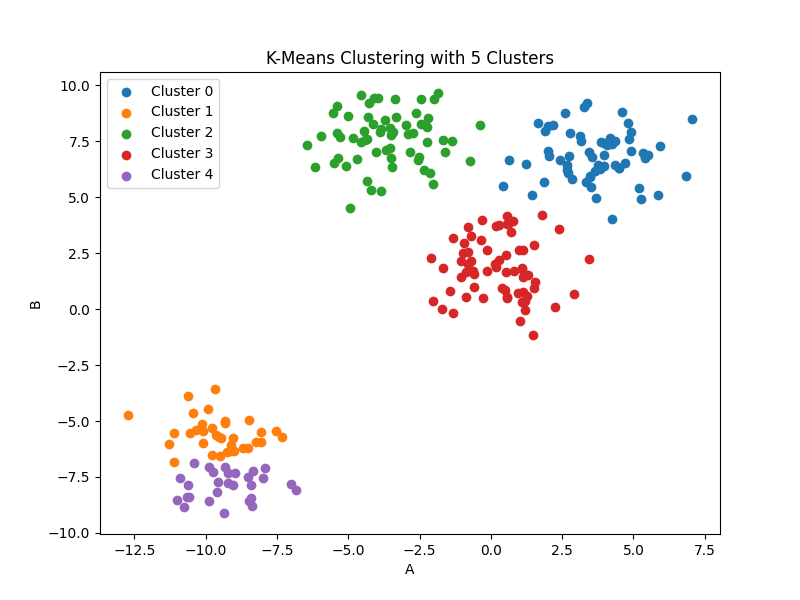 K-Means Clustering with 5 Clusters
Cluster 0
Cluster 1
Cluster 2
Cluster 3
Cluster 4
10.0
7.5
5.0
2.5
0.0
−2.5
−5.0
−7.5
−10.0
B
−12.5 −10.0 −7.5 −5.0 −2.5 0.0 2.5 5.0 7.5
A